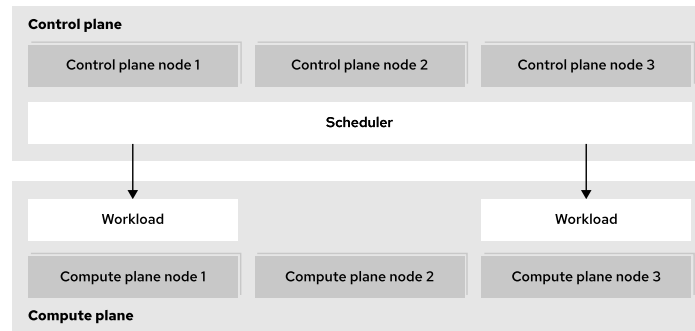 Control plane
Control plane node 1
Control plane node 2
Control plane node 3
Scheduler
Workload
Workload
Compute plane node 1
Compute plane node 2
Compute plane node 3
Compute plane